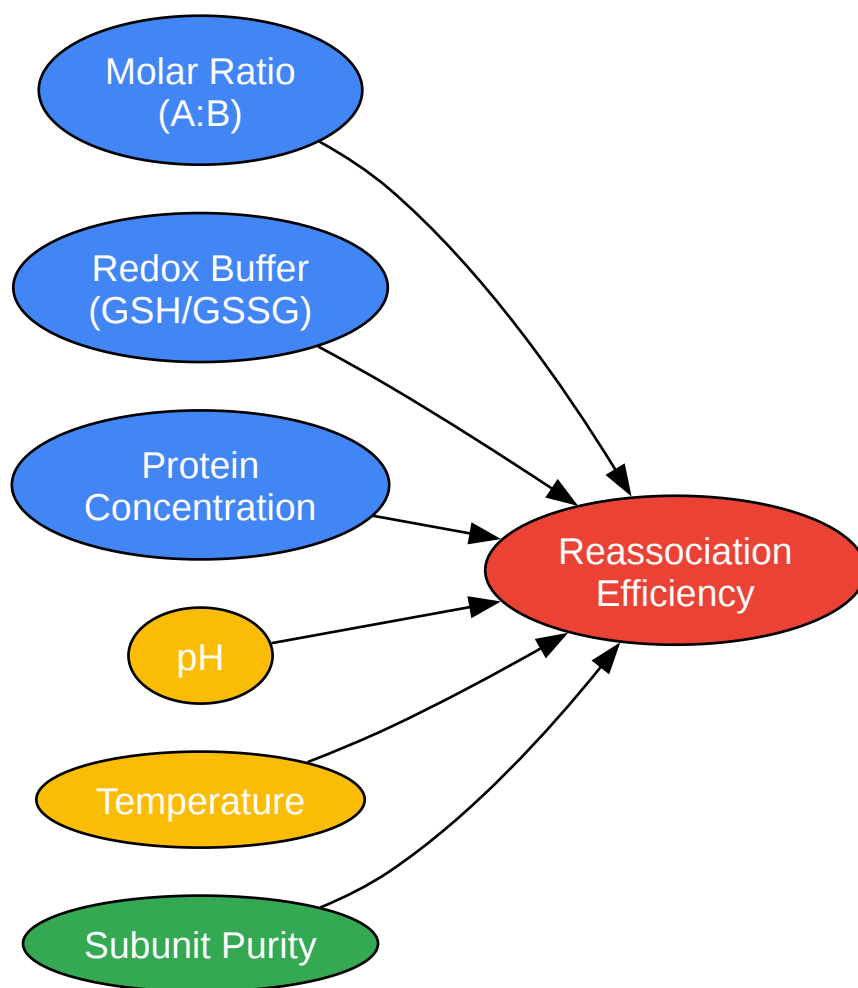 Molar Ratio
(A:B)
Redox Buffer
(GSH/GSSG)
Protein
Concentration
Reassociation
Efficiency
pH
Temperature
Subunit Purity